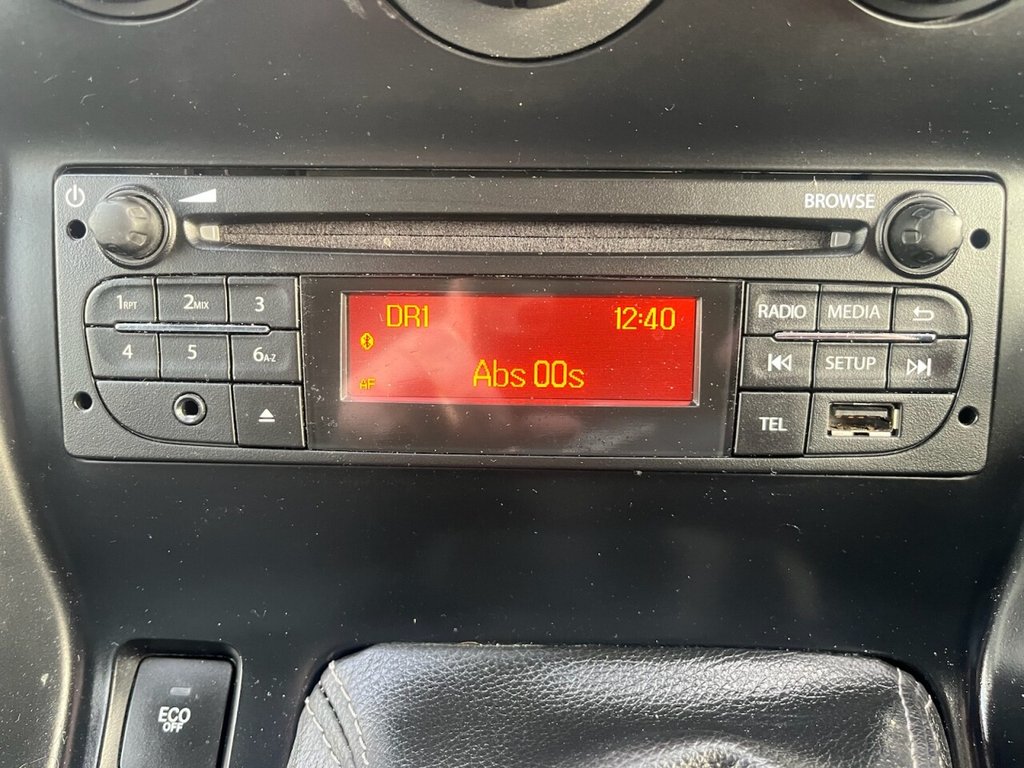 BROWSE
1RPT 2MIX 3
4 5 6A-Z
DR1 12:40
AF
Abs 00s
RADIO MEDIA
SETUP
TEL
ECO
OFF